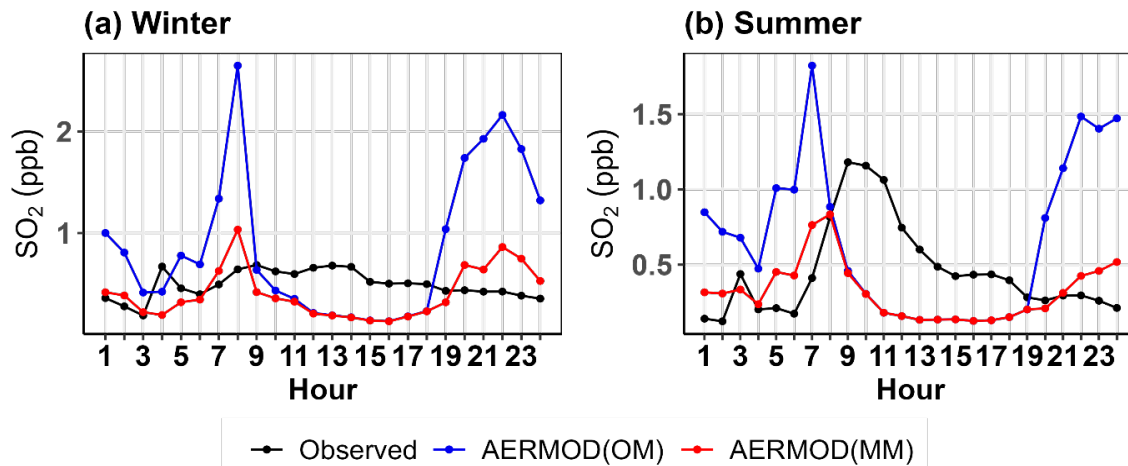 (a) Winter
SO₂ (ppb)
2
1
1 3 5 7 9 11 13 15 17 19 21 23
Hour
(b) Summer
SO₂ (ppb)
1.5
1.0
0.5
1 3 5 7 9 11 13 15 17 19 21 23
Hour
Observed AERMOD(OM) AERMOD(MM)